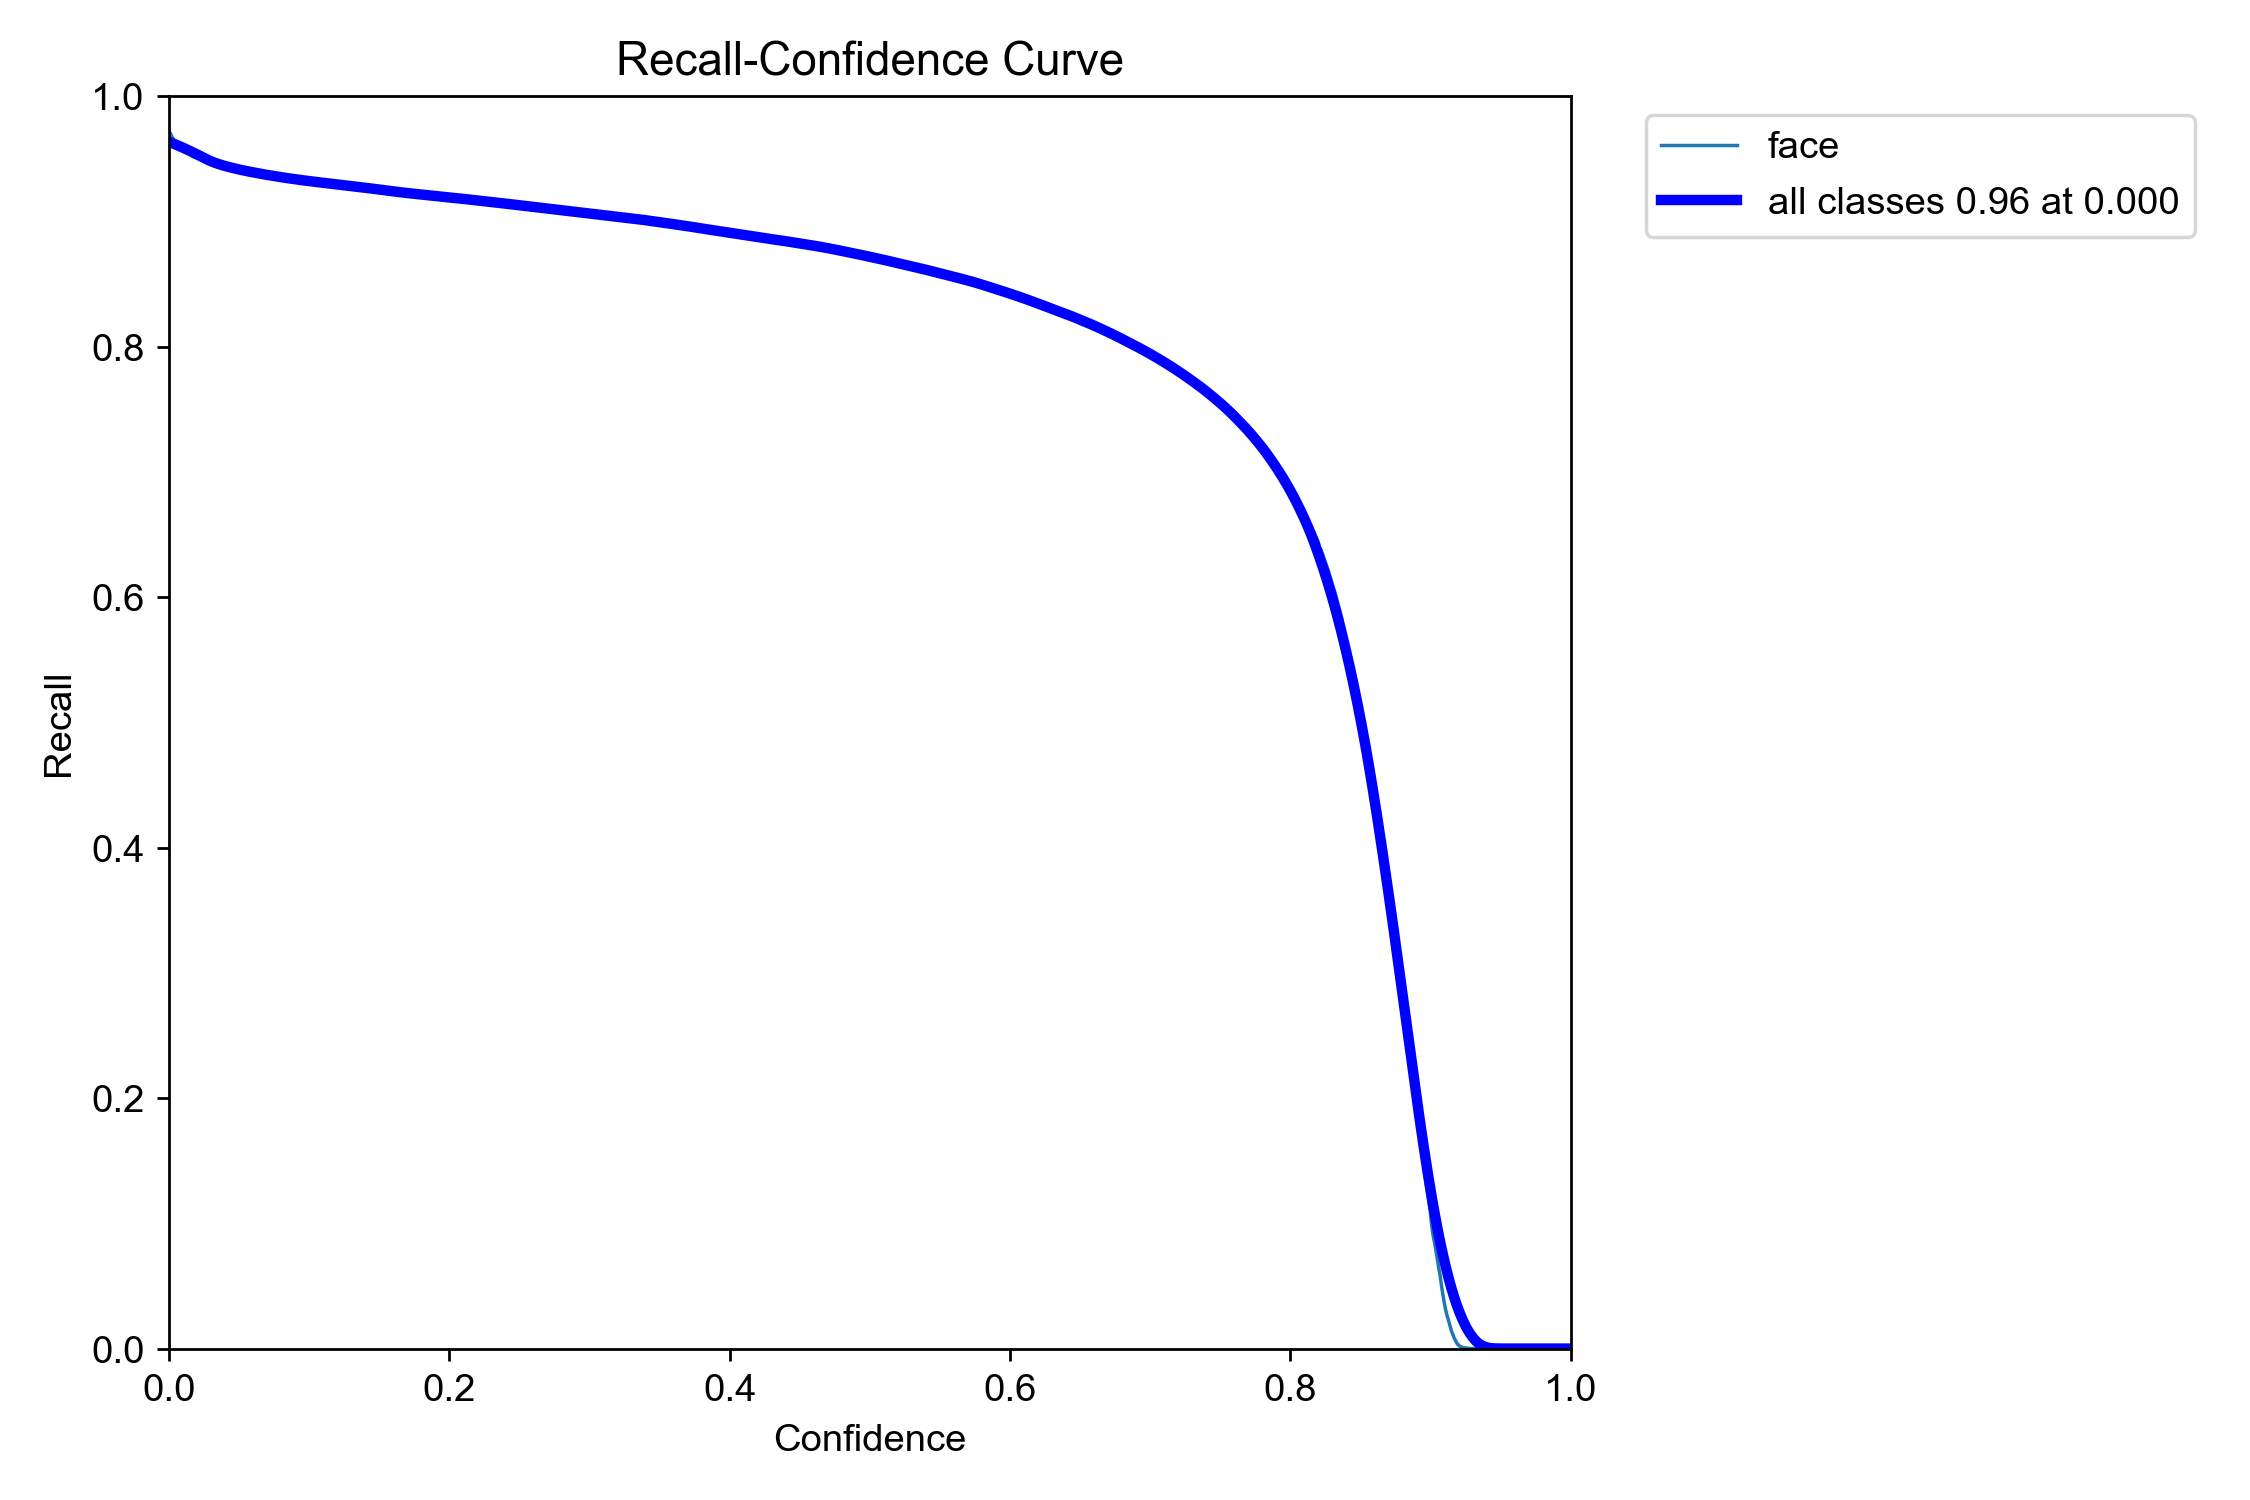 Recall-Confidence Curve
1.0
0.8
0.6
0.4
0.2
0.0
Recall
0.0 0.2 0.4 0.6 0.8 1.0
Confidence
face
all classes 0.96 at 0.000